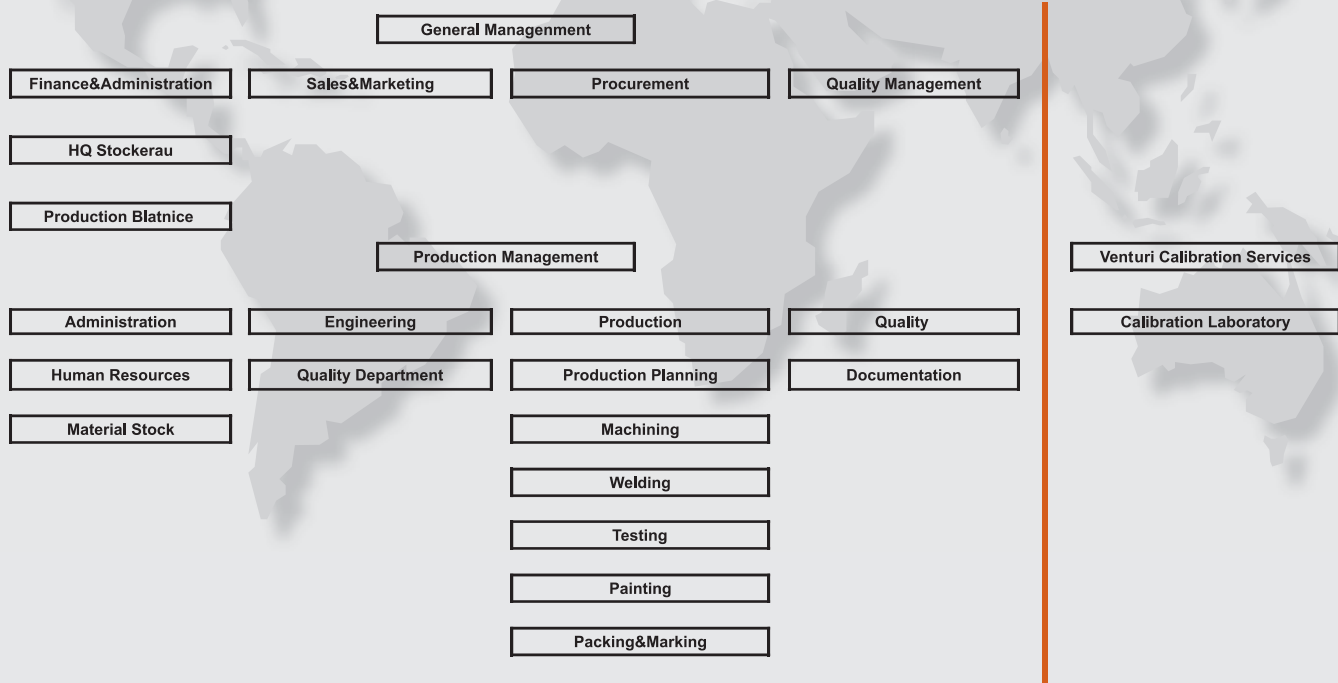 General Managenment
Finance&Administration
Sales&Marketing
Procurement
Quality Management
HQ Stockerau
Production Blatnice
Production Management
Venturi Calibration Services
Administration
Engineering
Production
Quality
Calibration Laboratory
Human Resources
Quality Department
Production Planning
Documentation
Material Stock
Machining
Welding
Testing
Painting
Packing&Marking